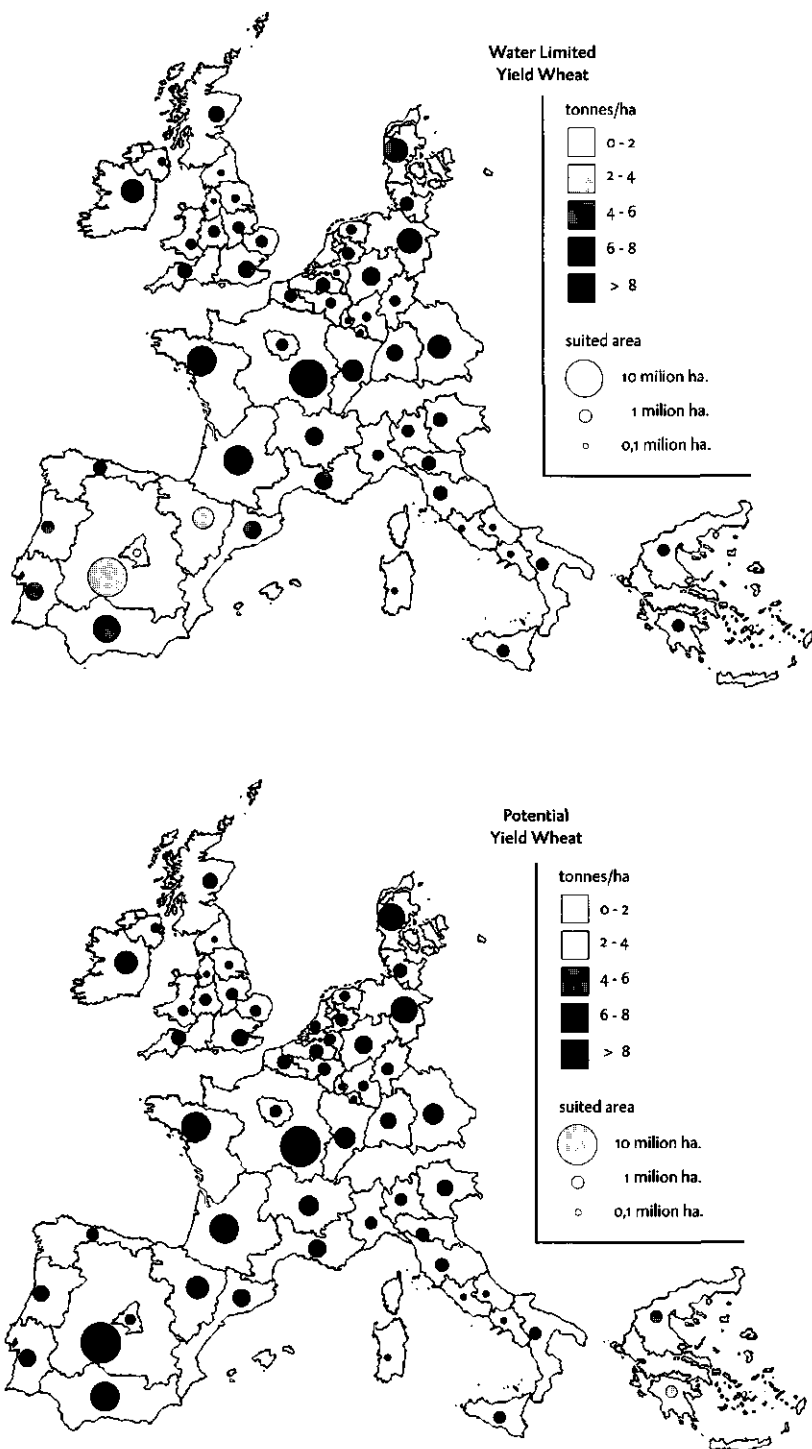 Water Limited
Yield Wheat
tonnes/ha
0 - 2
2 - 4
4 - 6
6 - 8
> 8
suited area
10 milion ha.
1 milion ha.
0,1 milion ha.
Potential
Yield Wheat
tonnes/ha
0 - 2
2 - 4
4 - 6
6 - 8
> 8
suited area
10 milion ha.
1 milion ha.
0,1 milion ha.